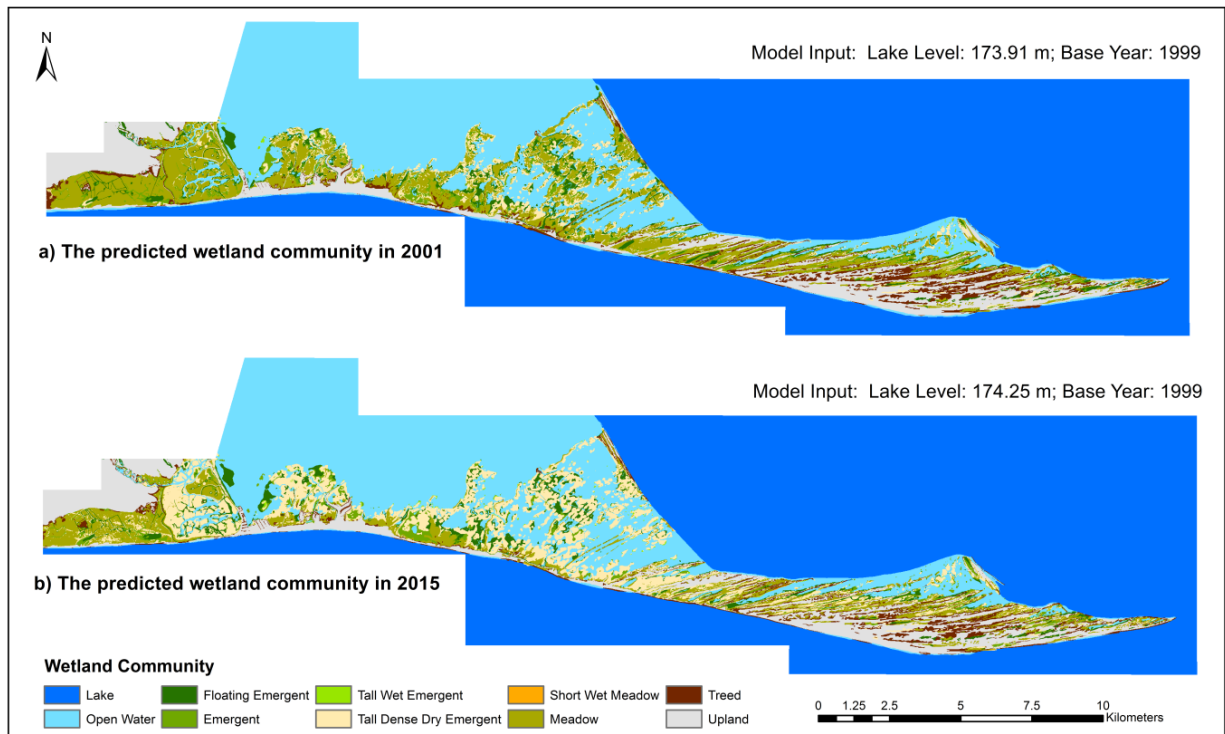 N
Model Input:  Lake Level: 173.91 m; Base Year: 1999
a) The predicted wetland community in 2001
Model Input:  Lake Level: 174.25 m; Base Year: 1999
b) The predicted wetland community in 2015
Wetland Community
Lake Floating Emergent Tall Wet Emergent Short Wet Meadow Treed
Open Water Emergent Tall Dense Dry Emergent Meadow Upland
0 1.25 2.5 5 7.5 10
Kilometers